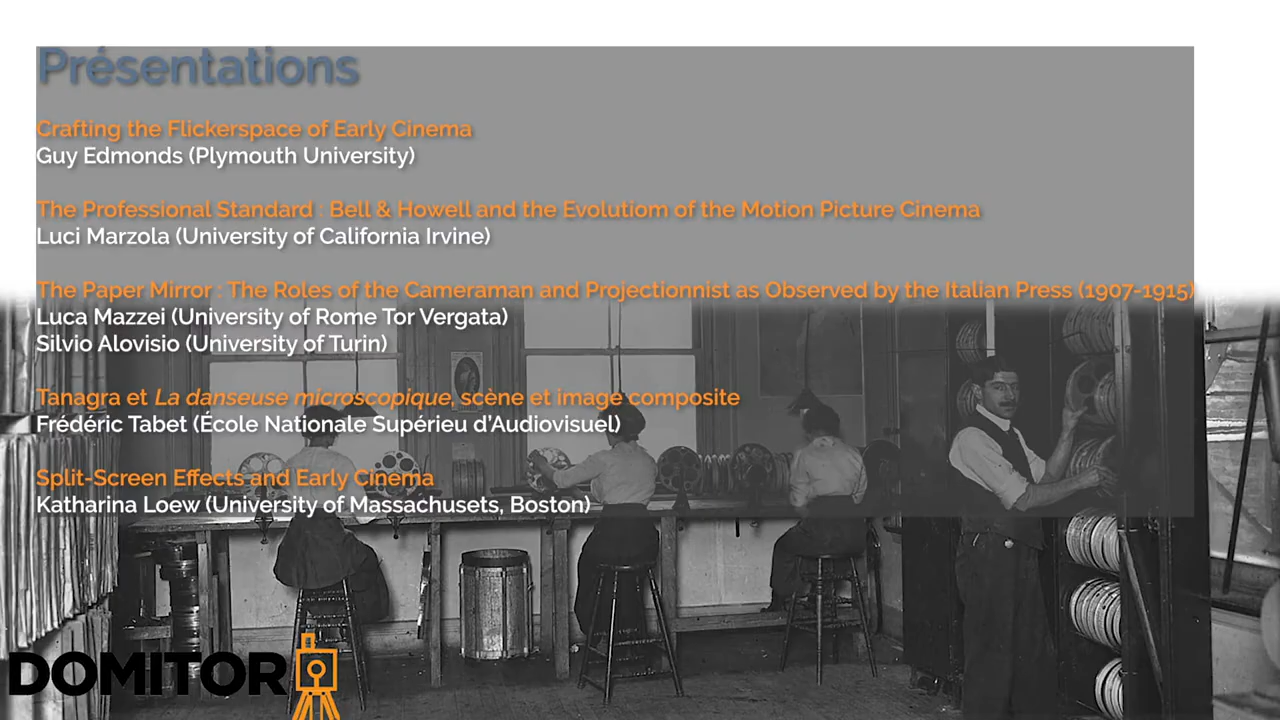 Présentations
Crafting the Flickerspace of Early Cinema
Guy Edmonds (Plymouth University)
The Professional Standard : Bell & Howell and the Evolutiom of the Motion Picture Cinema
Luci Marzola (University of California Irvine)
The Paper Mirror : The Roles of the Cameraman and Projectionnist as Observed by the Italian Press (1907-1915)
Luca Mazzei (University of Rome Tor Vergata)
Silvio Alovisio (University of Turin)
Tanagra et La danseuse microscopique, scène et image composite
Frédéric Tabet (École Nationale Supérieu d'Audiovisuel)
Split-Screen Effects and Early Cinema
Katharina Loew (University of Massachusets, Boston)
DOMITOR